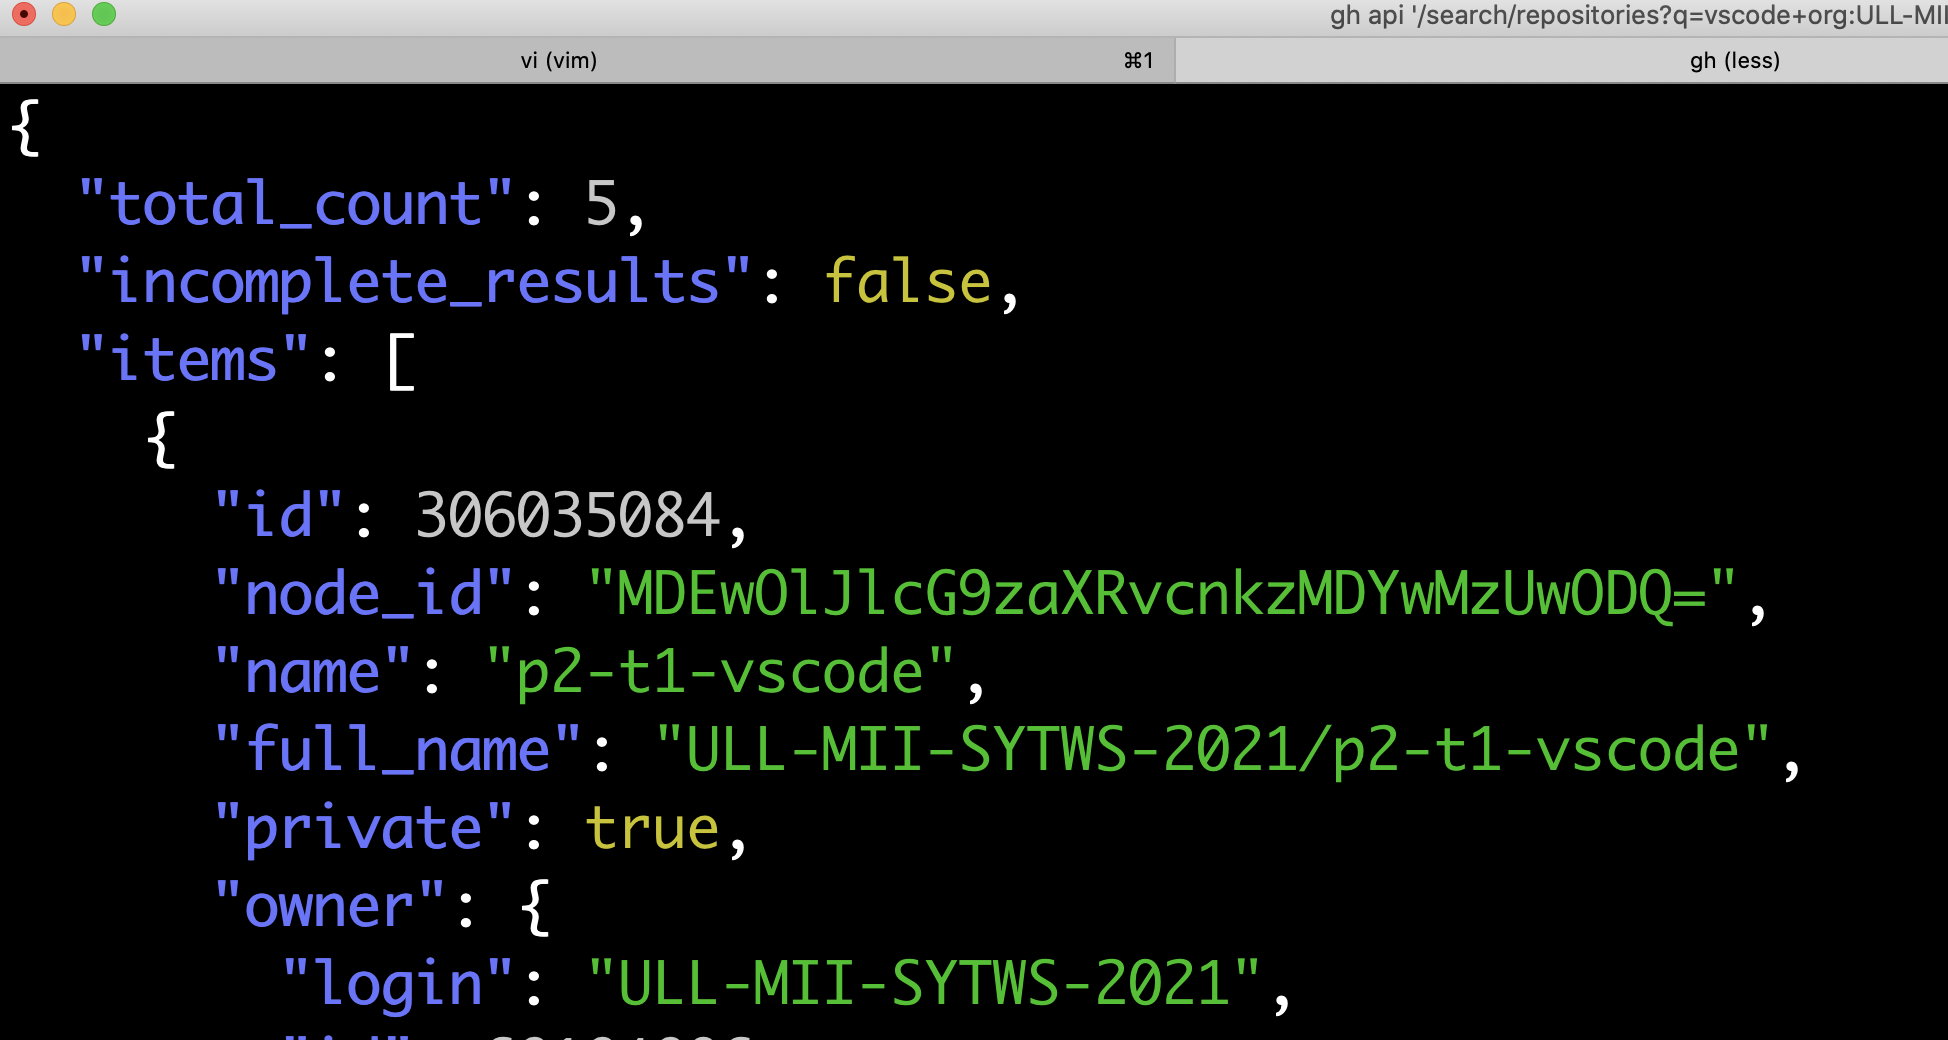 gh api '/search/repositories?q=vscode+org:ULL-MII
vi (vim) ⌘1 gh (less)
{
  "total_count": 5,
  "incomplete_results": false,
  "items": [
    {
      "id": 306035084,
      "node_id": "MDEwOlJlcG9zaXRvcnkzMDYwMzUwODQ=",
      "name": "p2-t1-vscode",
      "full_name": "ULL-MII-SYTWS-2021/p2-t1-vscode",
      "private": true,
      "owner": {
        "login": "ULL-MII-SYTWS-2021",
        "id":